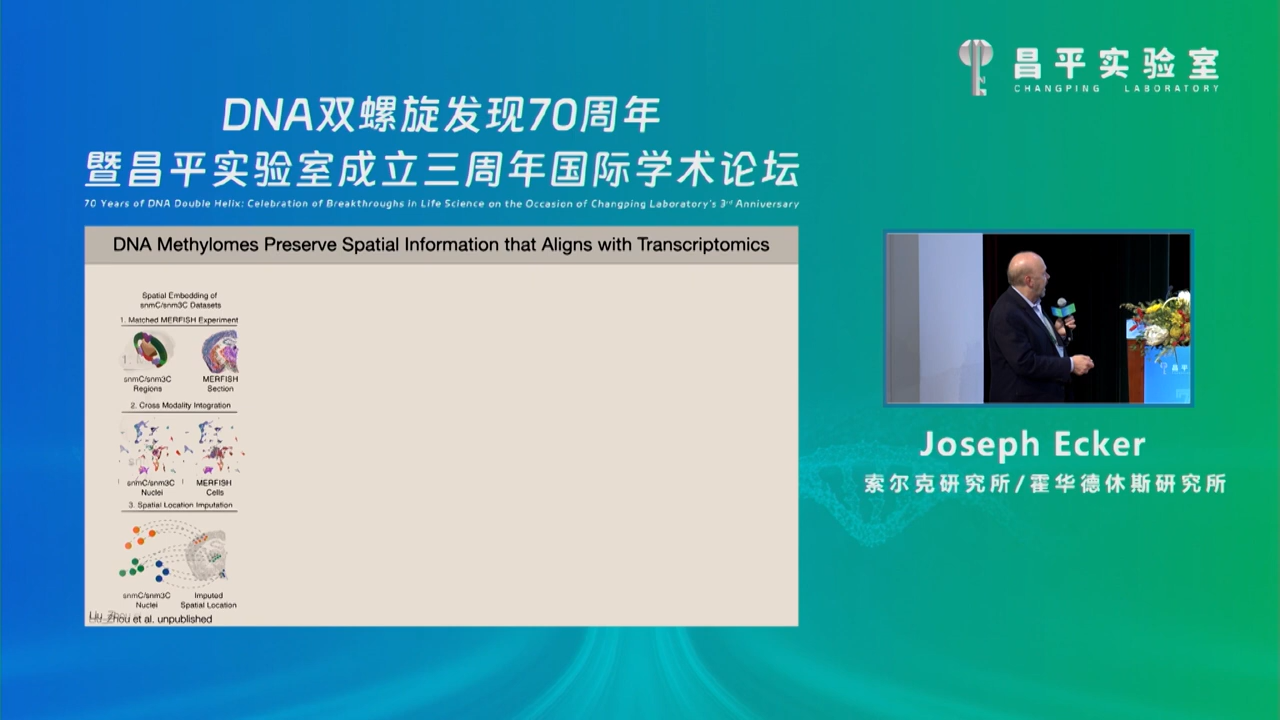 昌平实验室
CHANGPING LABORATORY
DNA双螺旋发现70周年
暨昌平实验室成立三周年国际学术论坛
70 Years of DNA Double Helix: Celebration of Breakthroughs in Life Science on the Occasion of Changping Laboratory's 3rd Anniversary
DNA Methylomes Preserve Spatial Information that Aligns with Transcriptomics
Spatial Embedding of
snmC/snm3C Datasets
1. Matched MERFISH Experiment
snmC/snm3C
Regions
MERFISH
Section
2. Cross Modality Integration
snmC/snm3C
Nuclei
MERFISH
Cells
3. Spatial Location Imputation
snmC/snm3C
Nuclei
Imputed
Spatial Location
Liu_Zhou et al. unpublished
Joseph Ecker
索尔克研究所/霍华德休斯研究所